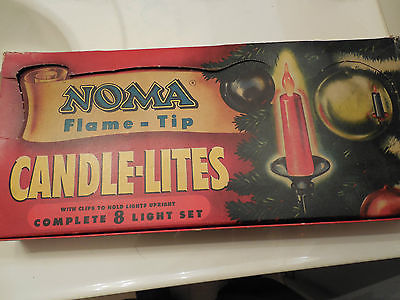 NOMA ®
Flame-Tip
CANDLE-LITES
WITH CLIPS TO HOLD LIGHTS UPRIGHT
COMPLETE 8 LIGHT SET